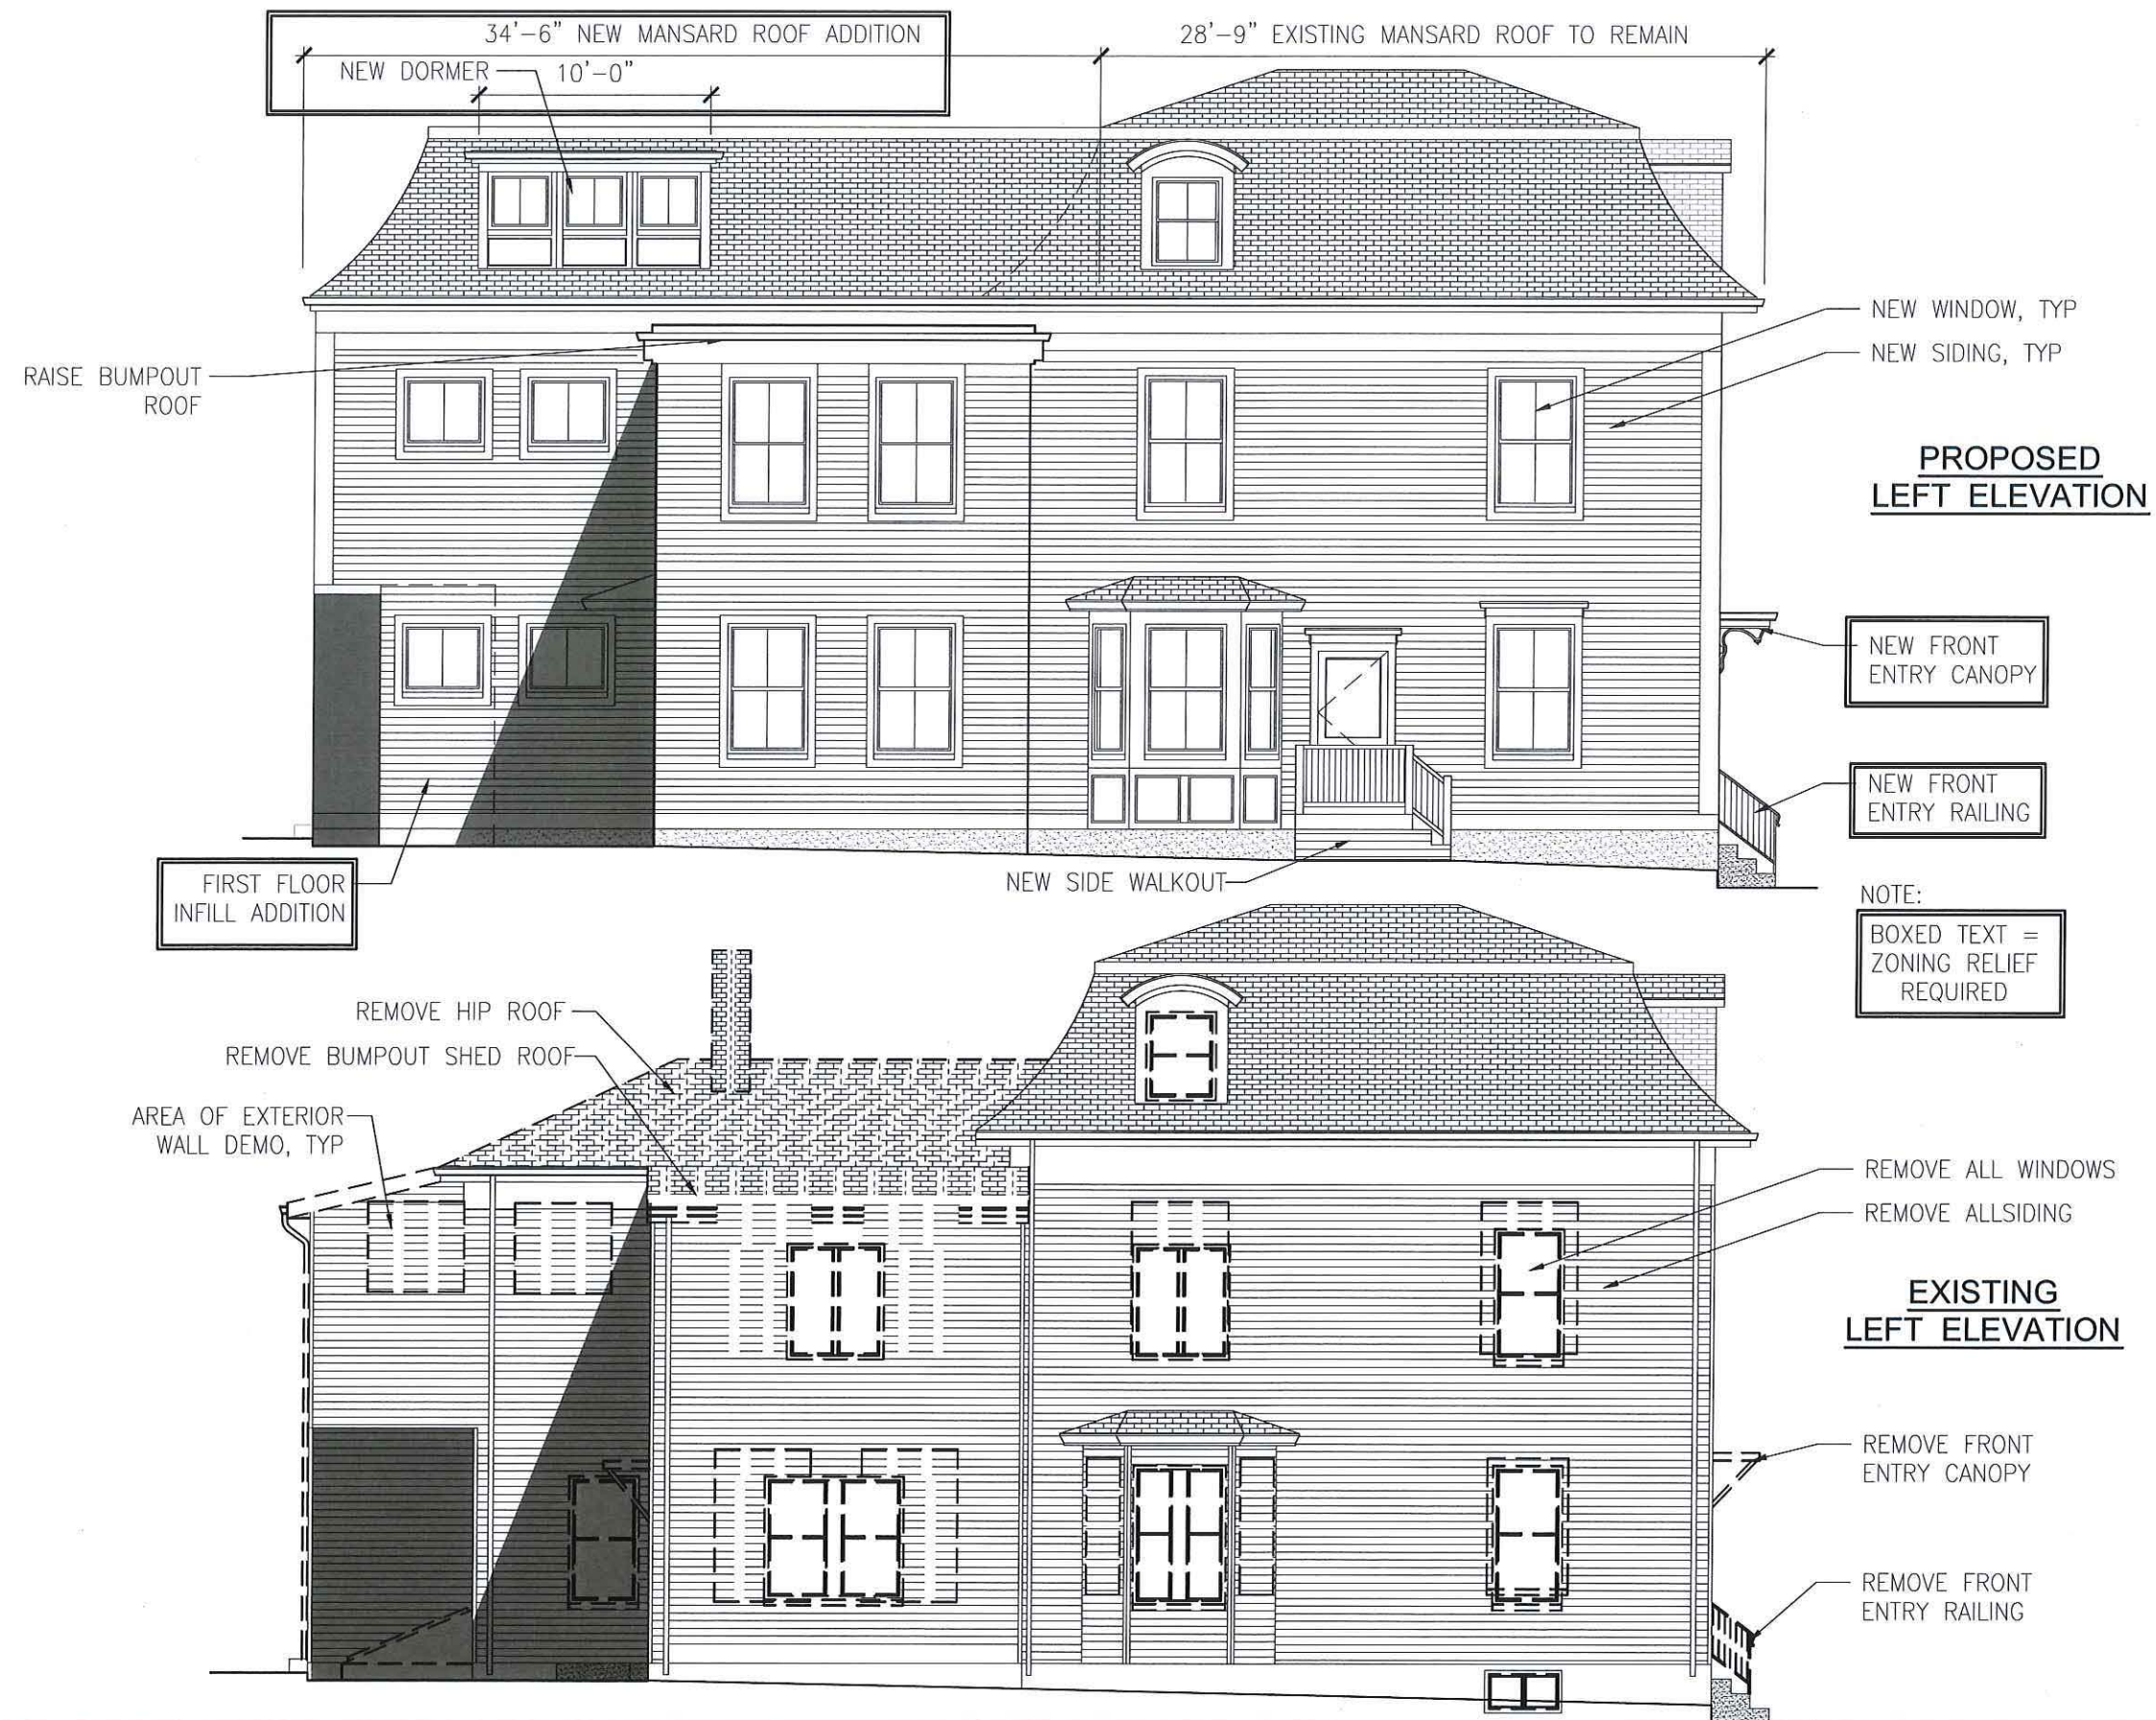 34'-6" NEW MANSARD ROOF ADDITION
28'-9" EXISTING MANSARD ROOF TO REMAIN
NEW DORMER
10'-0"
NEW WINDOW, TYP
NEW SIDING, TYP
RAISE BUMPOUT
ROOF
PROPOSED
LEFT ELEVATION
NEW FRONT
ENTRY CANOPY
NEW FRONT
ENTRY RAILING
FIRST FLOOR
INFILL ADDITION
NEW SIDE WALKOUT
NOTE:
BOXED TEXT =
ZONING RELIEF
REQUIRED
REMOVE HIP ROOF
REMOVE BUMPOUT SHED ROOF
AREA OF EXTERIOR
WALL DEMO, TYP
REMOVE ALL WINDOWS
REMOVE ALLSIDING
EXISTING
LEFT ELEVATION
REMOVE FRONT
ENTRY CANOPY
REMOVE FRONT
ENTRY RAILING